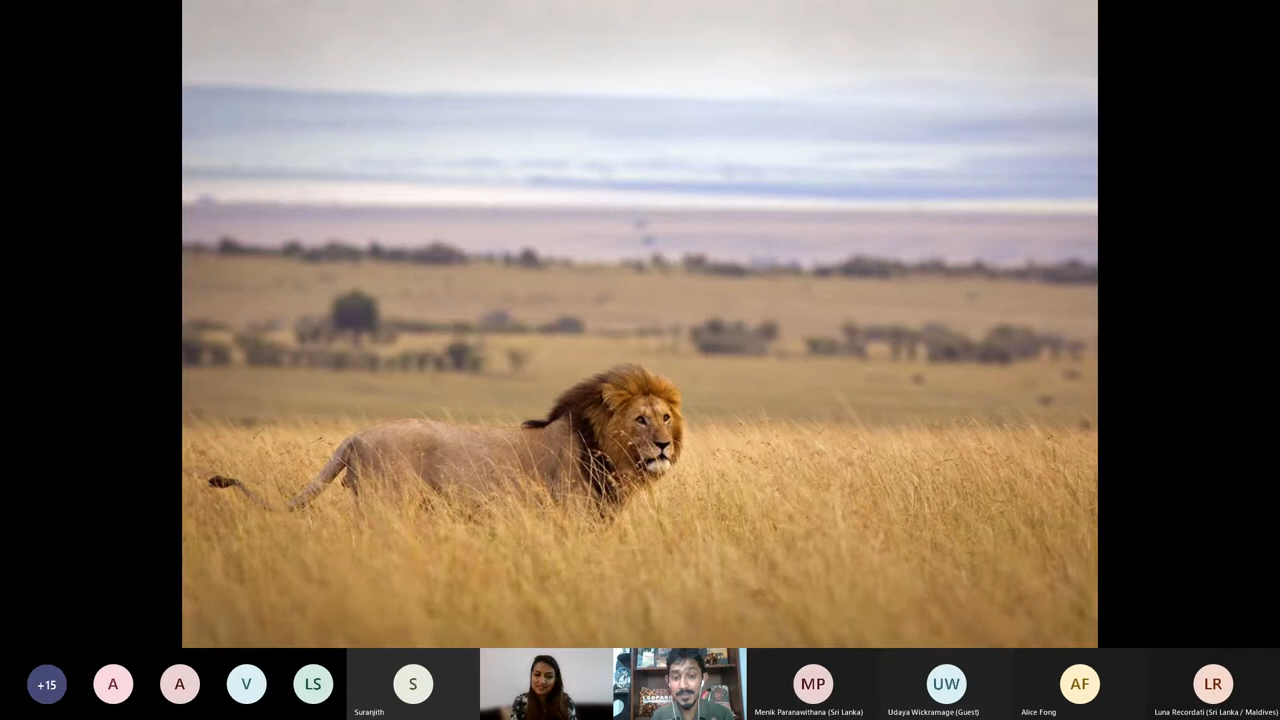 +15
A
A
V
LS
S
Suranjith
MP
Menik Paranawithana (Sri Lanka)
UW
Udaya Wickramage (Guest)
AF
Alice Fong
LR
Luna Recordati (Sri Lanka / Maldives)